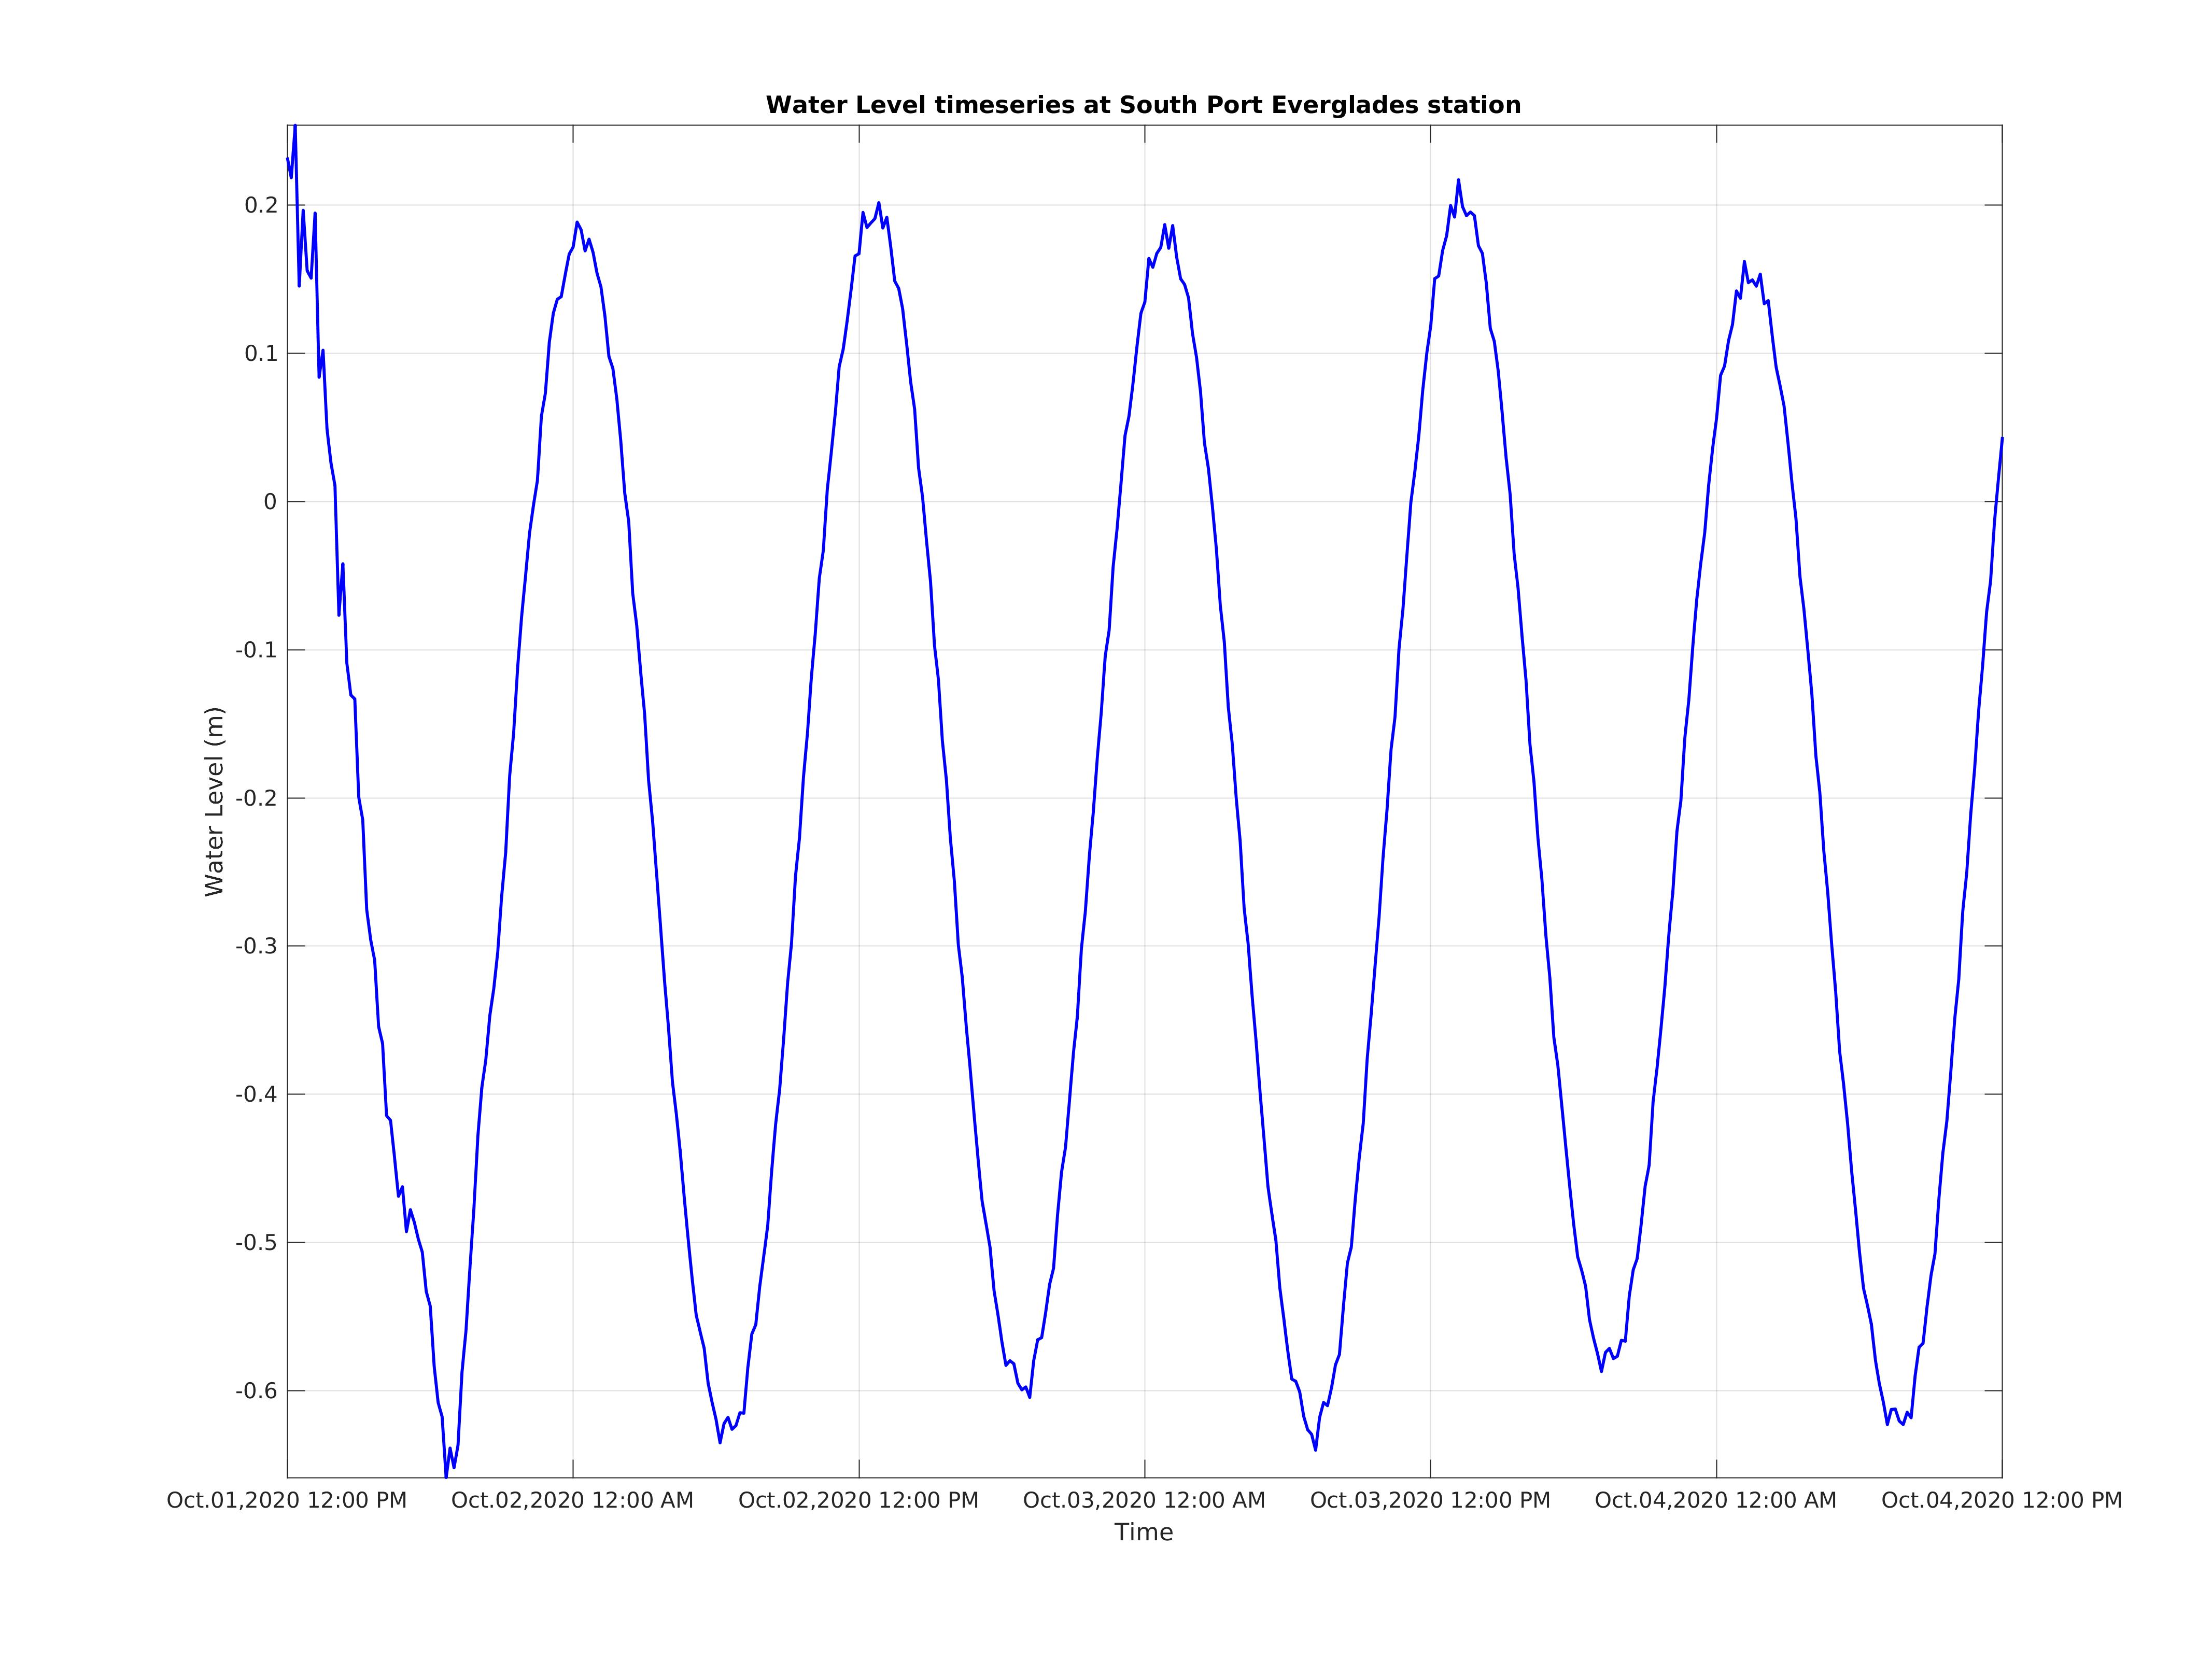 Water Level timeseries at South Port Everglades station
0.2
0.1
0
-0.1
-0.2
-0.3
-0.4
-0.5
-0.6
Water Level (m)
Oct.01,2020 12:00 PM Oct.02,2020 12:00 AM Oct.02,2020 12:00 PM Oct.03,2020 12:00 AM Oct.03,2020 12:00 PM Oct.04,2020 12:00 AM Oct.04,2020 12:00 PM
Time